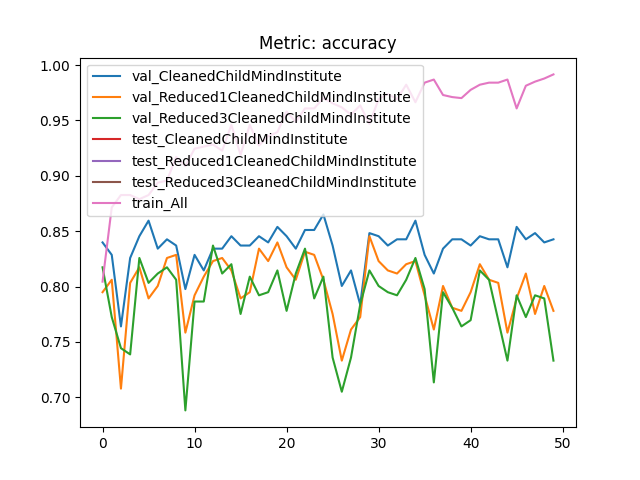 Metric: accuracy
1.00
0.95
0.90
0.85
0.80
0.75
0.70
val_CleanedChildMindInstitute
val_Reduced1CleanedChildMindInstitute
val_Reduced3CleanedChildMindInstitute
test_CleanedChildMindInstitute
test_Reduced1CleanedChildMindInstitute
test_Reduced3CleanedChildMindInstitute
train_All
0 10 20 30 40 50